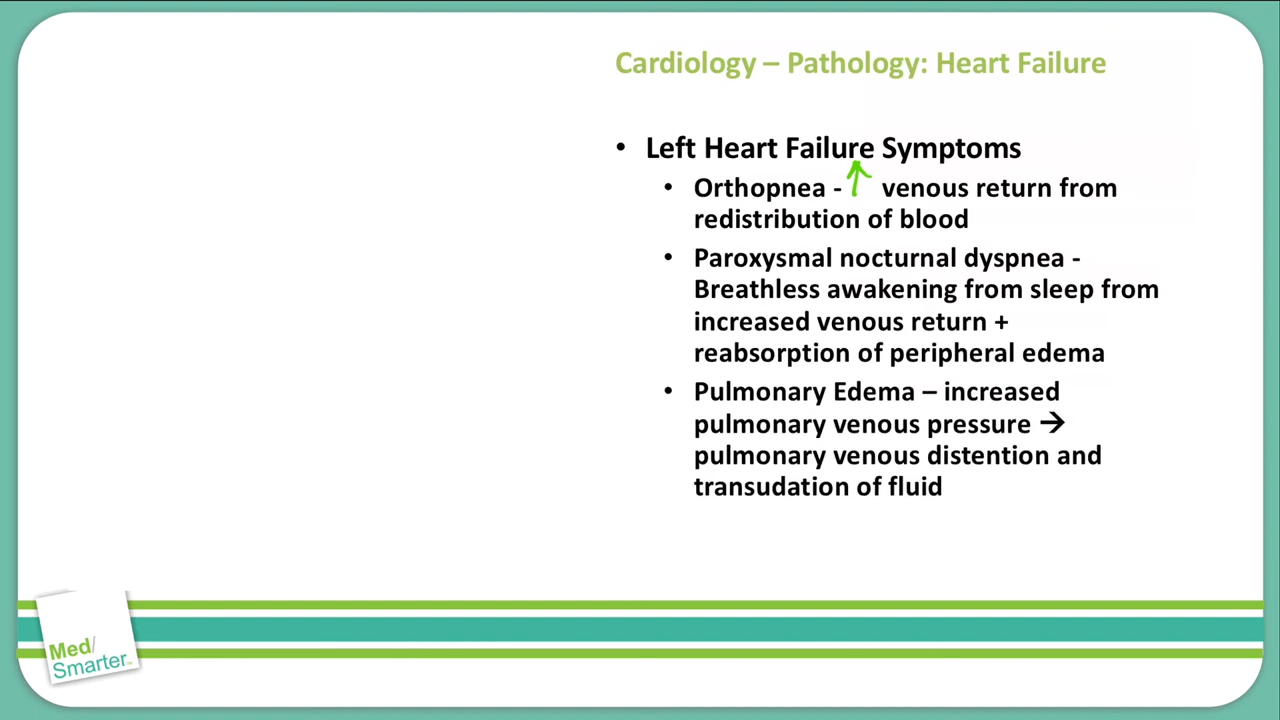 Cardiology – Pathology: Heart Failure
• Left Heart Failure Symptoms
• Orthopnea - ↑ venous return from
redistribution of blood
• Paroxysmal nocturnal dyspnea -
Breathless awakening from sleep from
increased venous return +
reabsorption of peripheral edema
• Pulmonary Edema – increased
pulmonary venous pressure →
pulmonary venous distention and
transudation of fluid
Med/
Smarter™